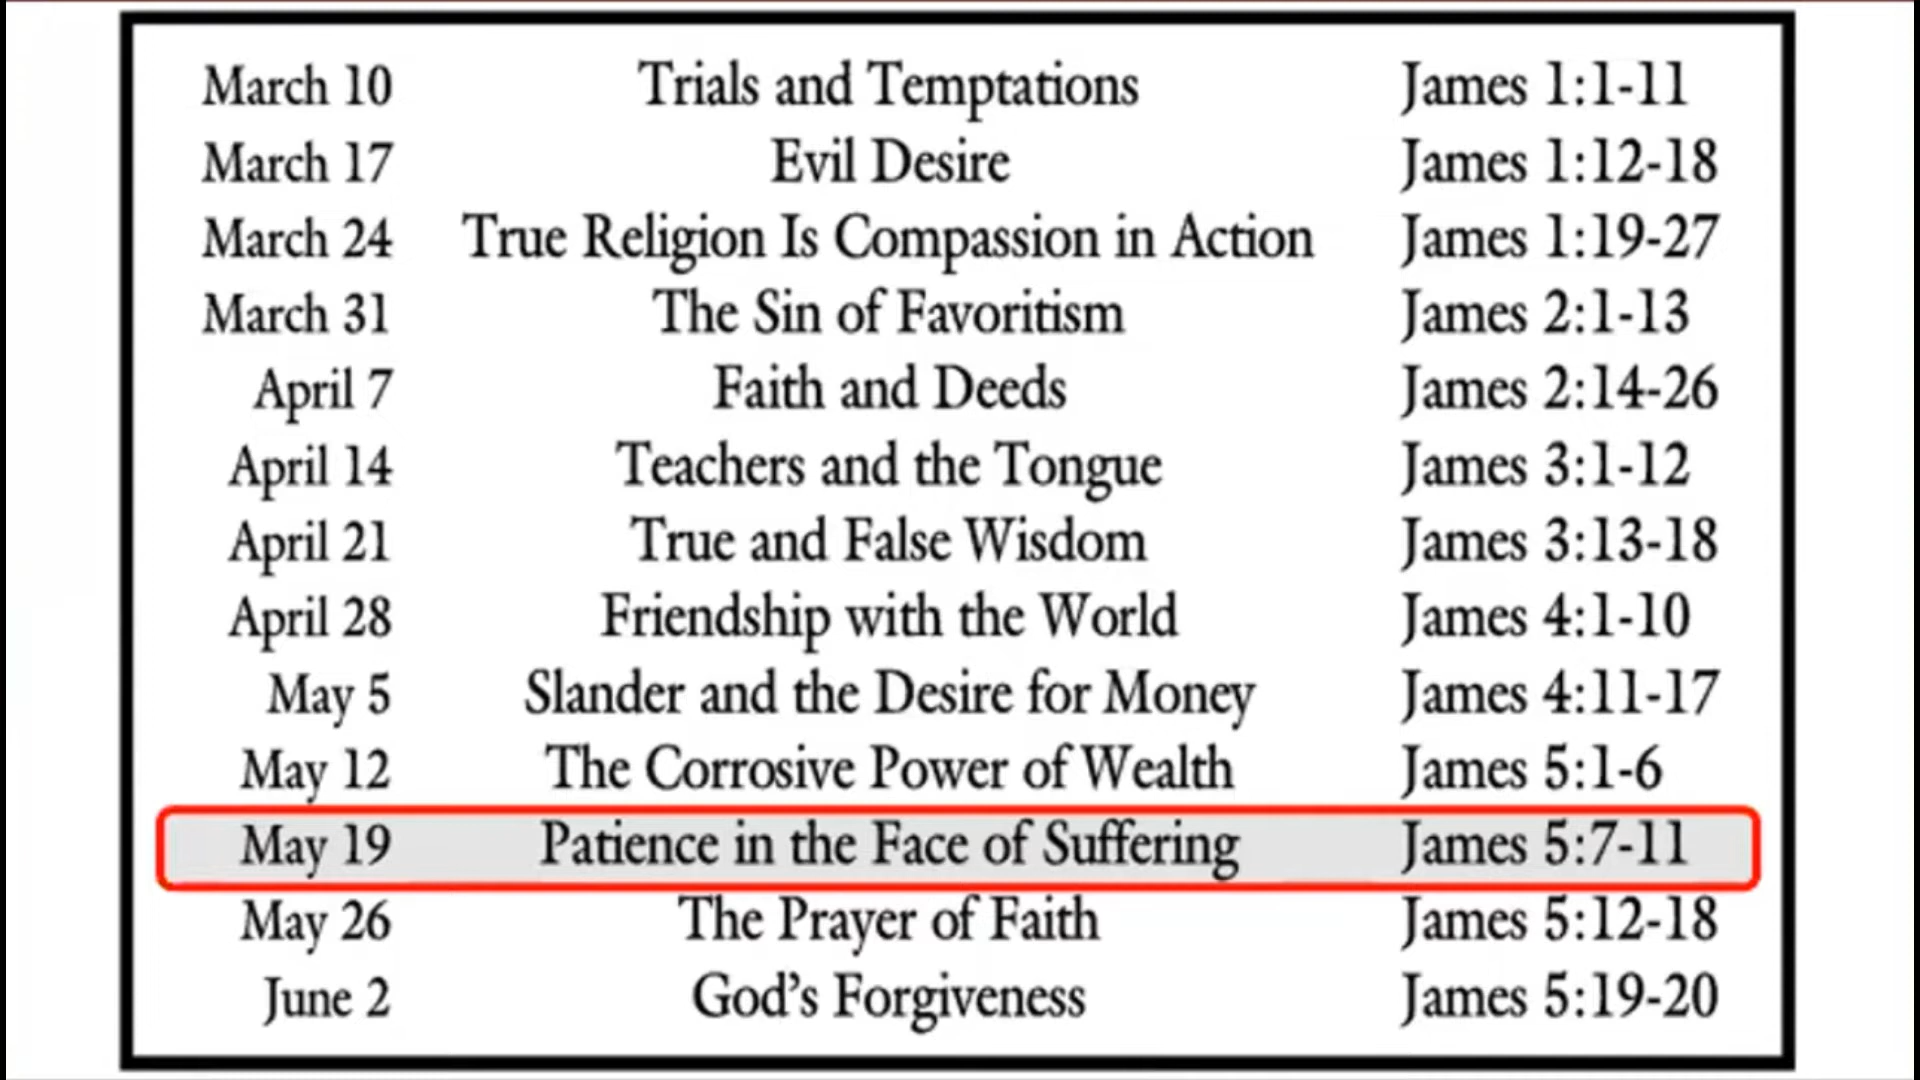 March 10 Trials and Temptations James 1:1-11
March 17 Evil Desire James 1:12-18
March 24 True Religion Is Compassion in Action James 1:19-27
March 31 The Sin of Favoritism James 2:1-13
April 7 Faith and Deeds James 2:14-26
April 14 Teachers and the Tongue James 3:1-12
April 21 True and False Wisdom James 3:13-18
April 28 Friendship with the World James 4:1-10
May 5 Slander and the Desire for Money James 4:11-17
May 12 The Corrosive Power of Wealth James 5:1-6
May 19 Patience in the Face of Suffering James 5:7-11
May 26 The Prayer of Faith James 5:12-18
June 2 God's Forgiveness James 5:19-20